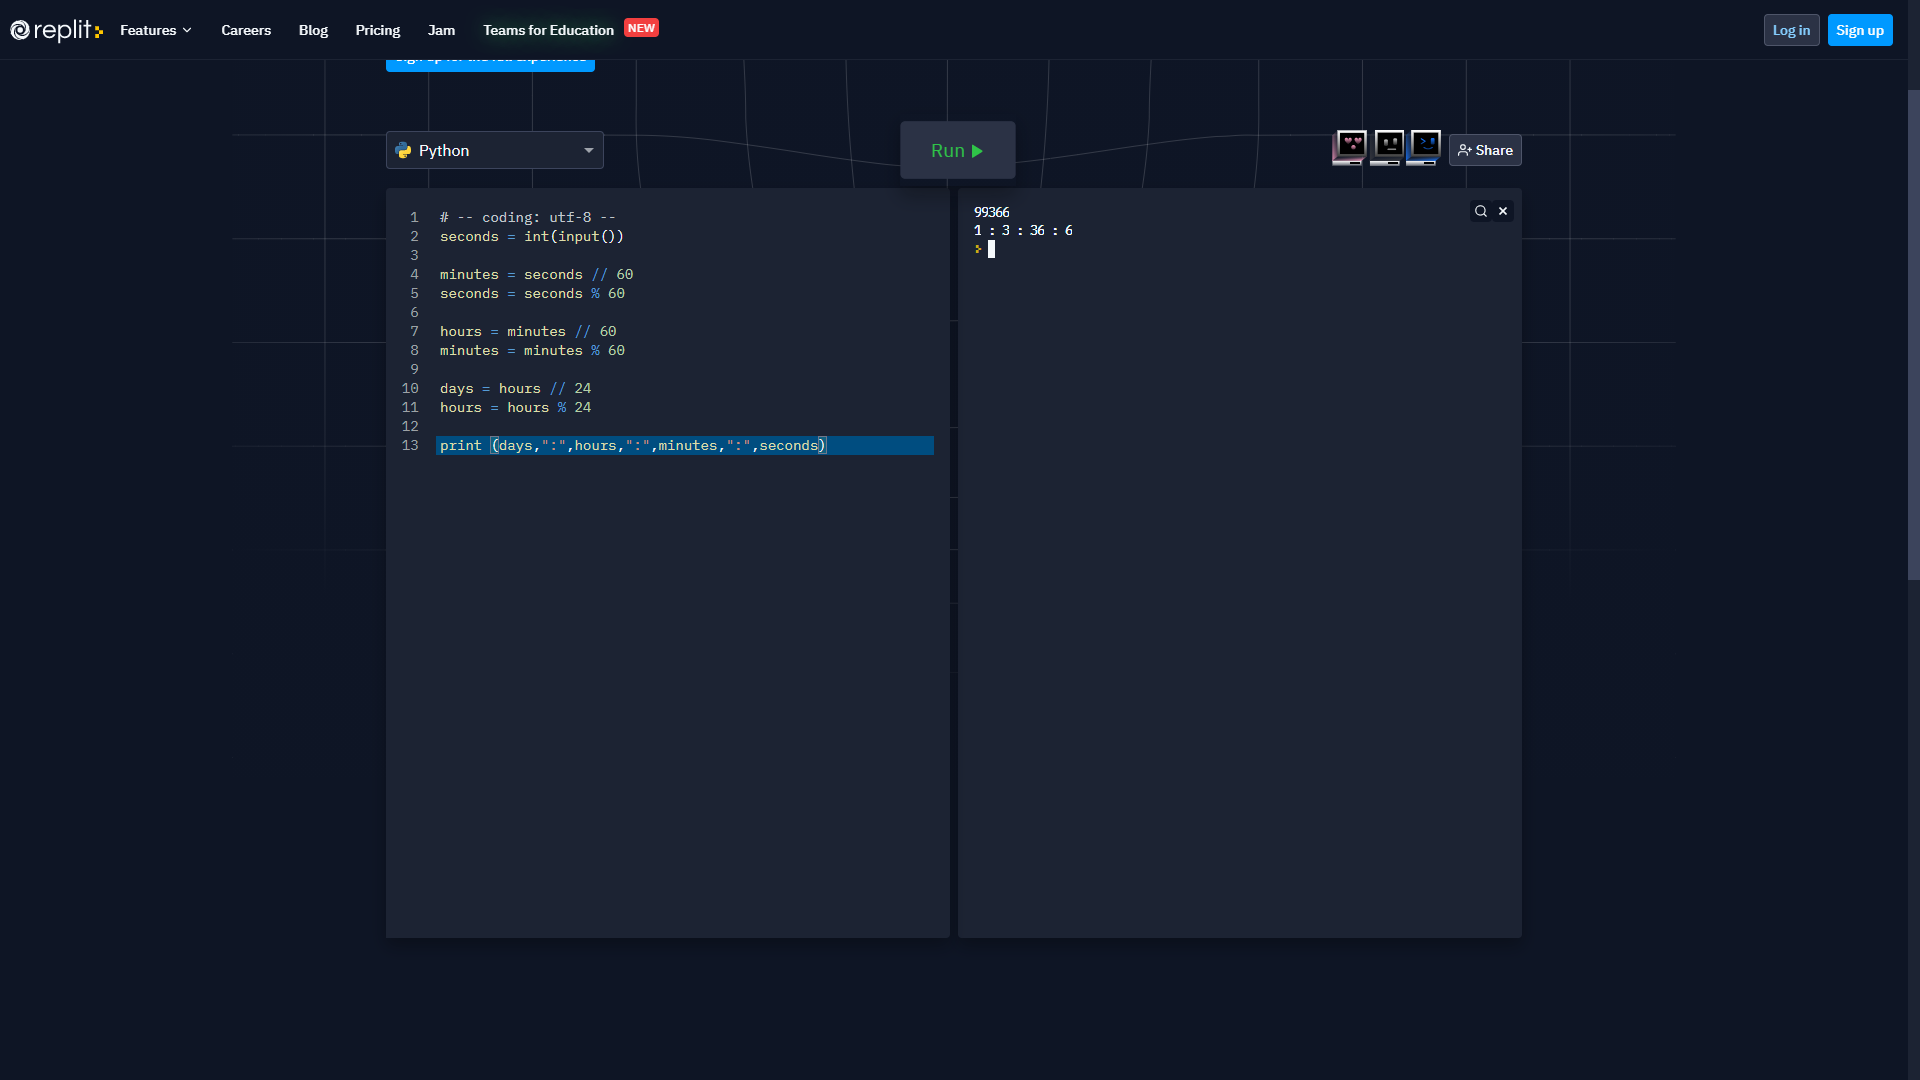 replit
Features
Careers
Blog
Pricing
Jam
Teams for Education
NEW
Log in
Sign up
Python
Run
Share
1 # -- coding: utf-8 --
2 seconds = int(input())
3
4 minutes = seconds // 60
5 seconds = seconds % 60
6
7 hours = minutes // 60
8 minutes = minutes % 60
9
10 days = hours // 24
11 hours = hours % 24
12
13 print (days,":",hours,":",minutes,":",seconds)
99366
1 : 3 : 36 : 6